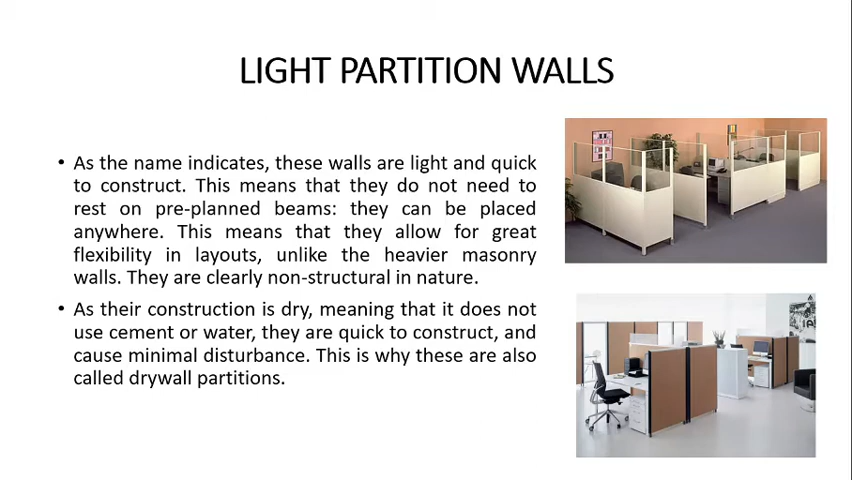 LIGHT PARTITION WALLS
• As the name indicates, these walls are light and quick
to construct. This means that they do not need to
rest on pre-planned beams: they can be placed
anywhere. This means that they allow for great
flexibility in layouts, unlike the heavier masonry
walls. They are clearly non-structural in nature.
• As their construction is dry, meaning that it does not
use cement or water, they are quick to construct, and
cause minimal disturbance. This is why these are also
called drywall partitions.